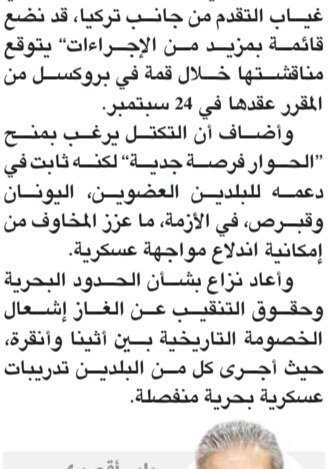 غياب التقدم من جانب تركيا، قد نضع
قائمة بمزيد من الإجراءات“ يتوقع
مناقشتها خلال قمة في بروكسل من
المقرر عقدها في 24 سبتمبر.
وأضاف أن التكتل يرغب بمنح
”الحوار فرصة جدية“ لكنه ثابت في
دعمه للبلدين العضوين، اليونان
وقبرص، في الأزمة، ما عزز المخاوف من
إمكانية اندلاع مواجهة عسكرية.
وأعاد نزاع بشأن الحدود البحرية
وحقوق التنقيب عن الغاز إشعال
الخصومة التاريخية بين أثينا وأنقرة،
حيث أجرى كل من البلدين تدريبات
عسكرية بحرية منفصلة.